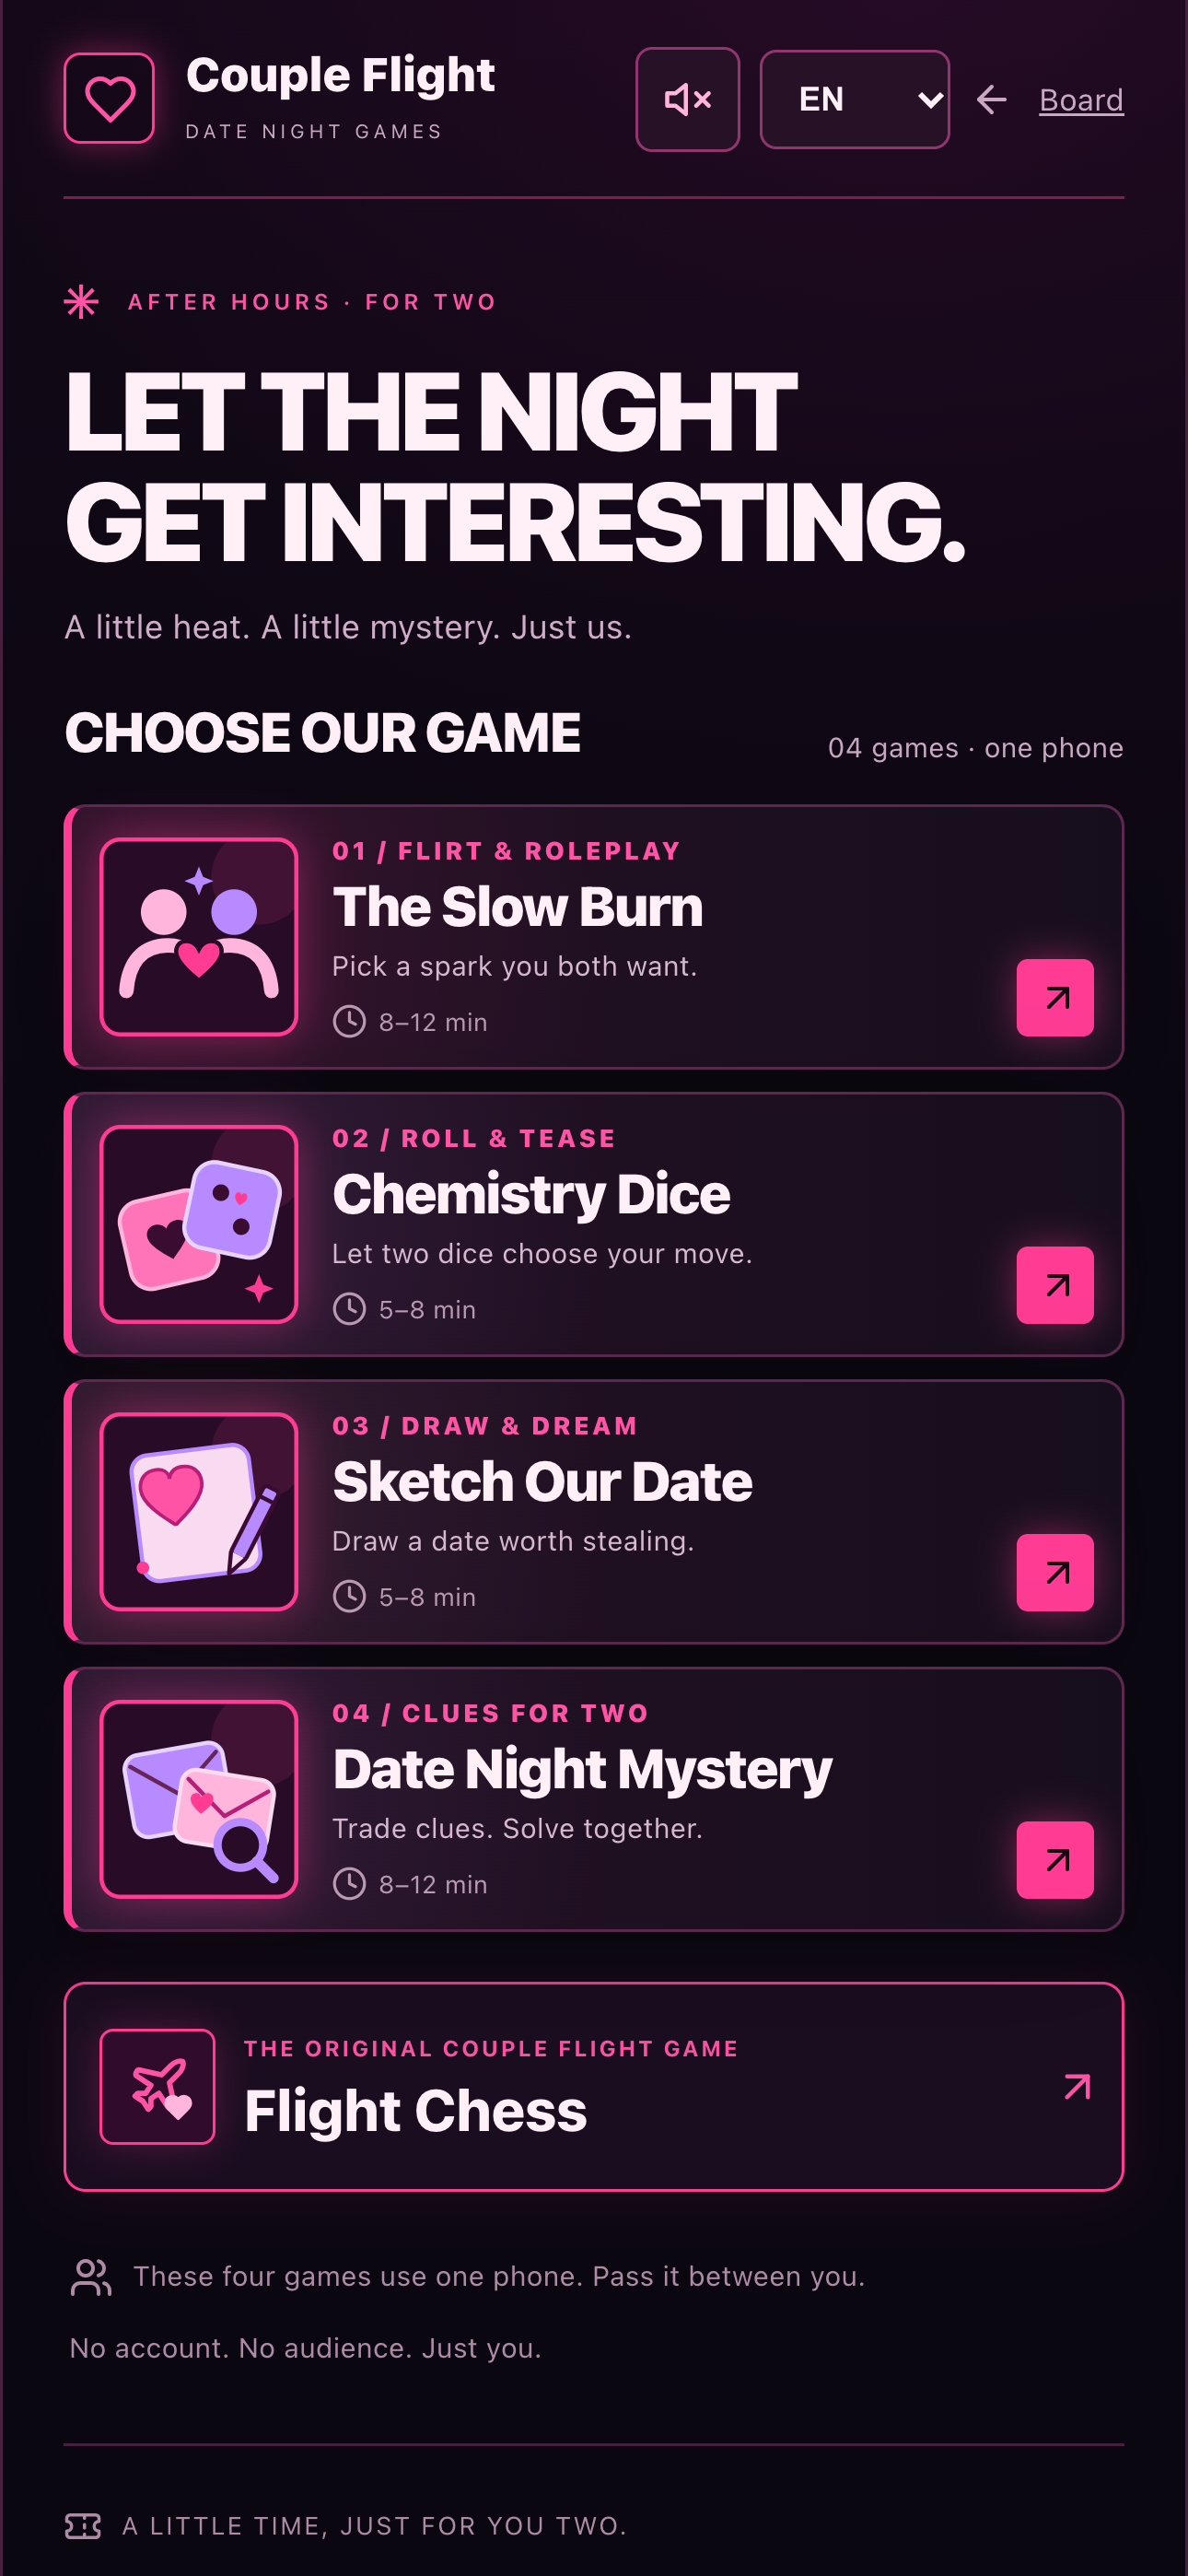 Couple Flight
DATE NIGHT GAMES
EN
Board
AFTER HOURS · FOR TWO
LET THE NIGHT
GET INTERESTING.
A little heat. A little mystery. Just us.
CHOOSE OUR GAME
04 games · one phone
01 / FLIRT & ROLEPLAY
The Slow Burn
Pick a spark you both want.
8–12 min
02 / ROLL & TEASE
Chemistry Dice
Let two dice choose your move.
5–8 min
03 / DRAW & DREAM
Sketch Our Date
Draw a date worth stealing.
5–8 min
04 / CLUES FOR TWO
Date Night Mystery
Trade clues. Solve together.
8–12 min
THE ORIGINAL COUPLE FLIGHT GAME
Flight Chess
These four games use one phone. Pass it between you.
No account. No audience. Just you.
A LITTLE TIME, JUST FOR YOU TWO.